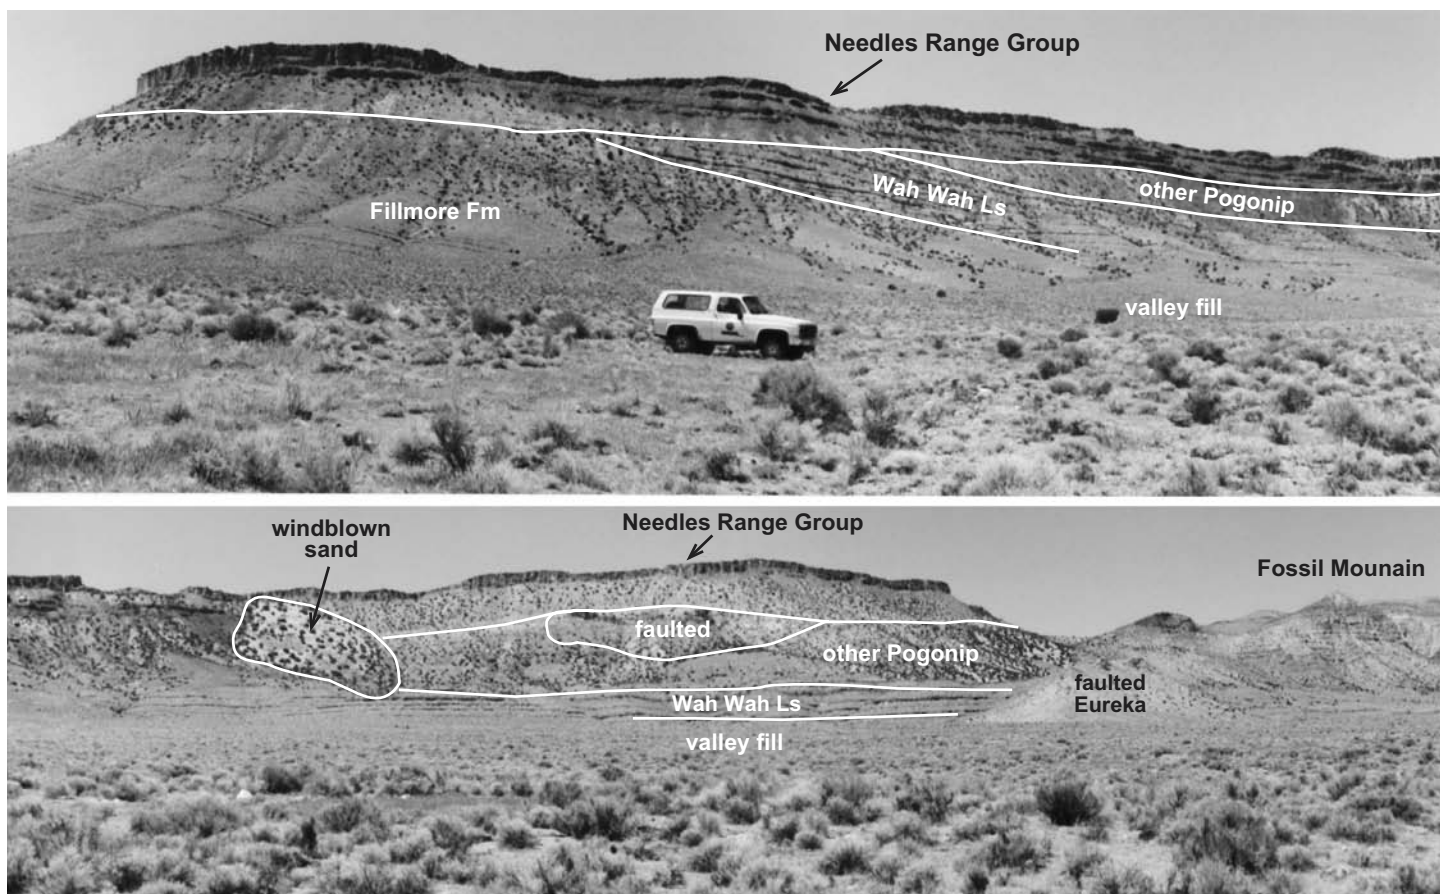 Needles Range Group
Wah Wah Ls
other Pogonip
Fillmore Fm
valley fill
windblown
sand
Needles Range Group
Fossil Mounain
faulted
other Pogonip
faulted
Eureka
Wah Wah Ls
valley fill